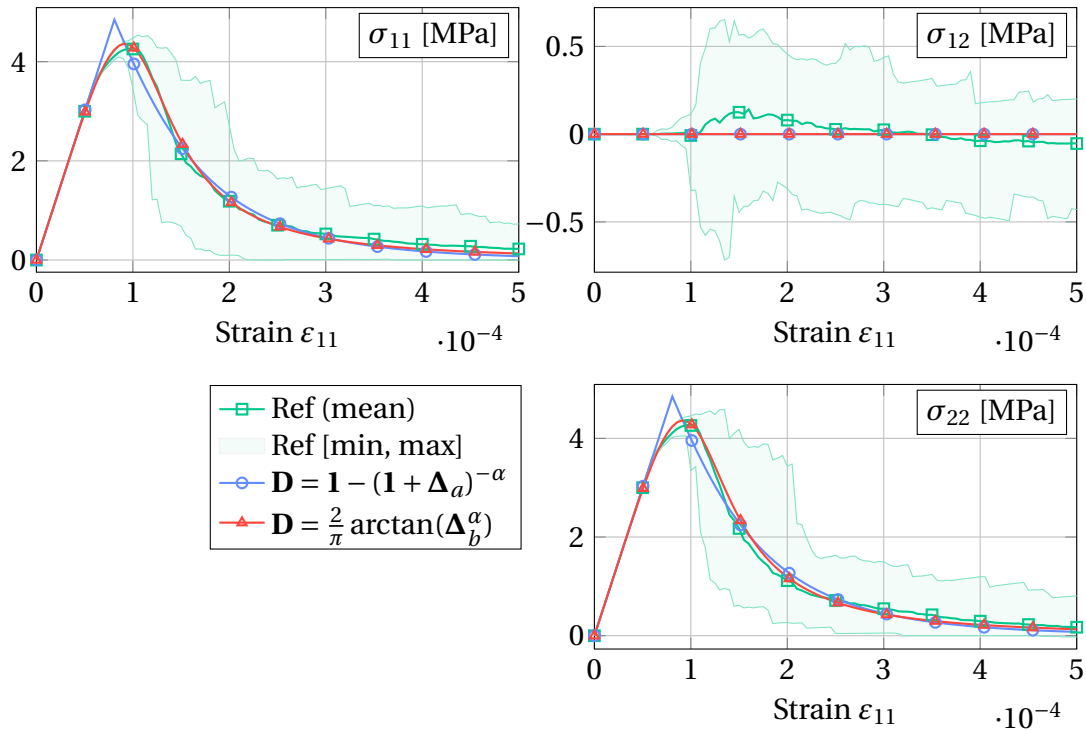 σ₁₁ [MPa]
4
2
0
0 1 2 3 4 5
Strain ε₁₁
·10⁻⁴
σ₁₂ [MPa]
0.5
0
−0.5
0 1 2 3 4 5
Strain ε₁₁
·10⁻⁴
Ref (mean)
Ref [min, max]
D = 1 − (1 + Δₐ)^{−α}
D = \frac{2}{π} arctan(Δ_b^α)
σ₂₂ [MPa]
4
2
0
0 1 2 3 4 5
Strain ε₁₁
·10⁻⁴